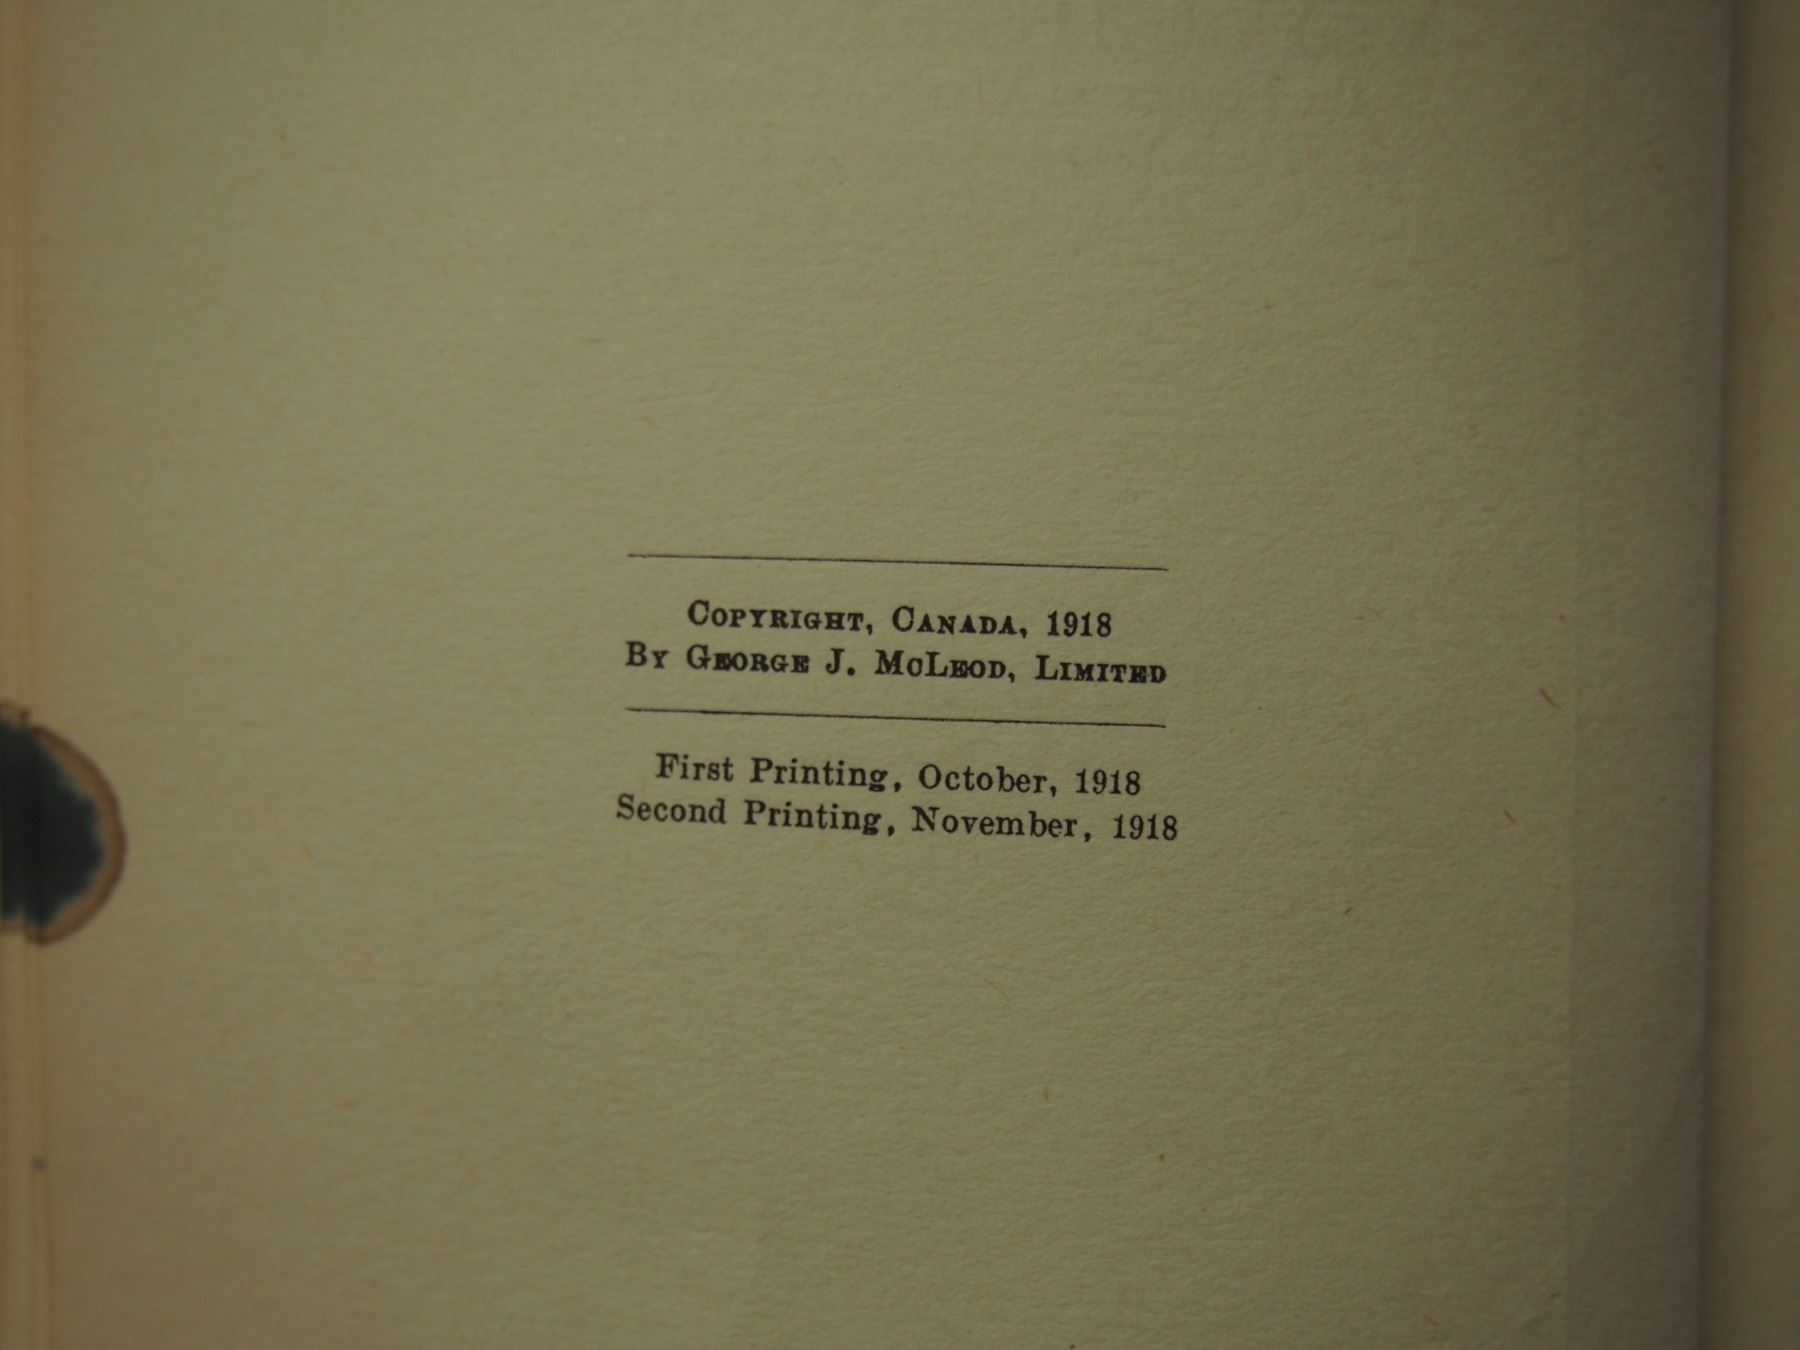 Copyright, Canada, 1918
By George J. McLeod, Limited
First Printing, October, 1918
Second Printing, November, 1918